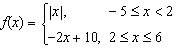 f(x) = { |x|, − 5 ≤ x < 2
−2x + 10, 2 ≤ x ≤ 6